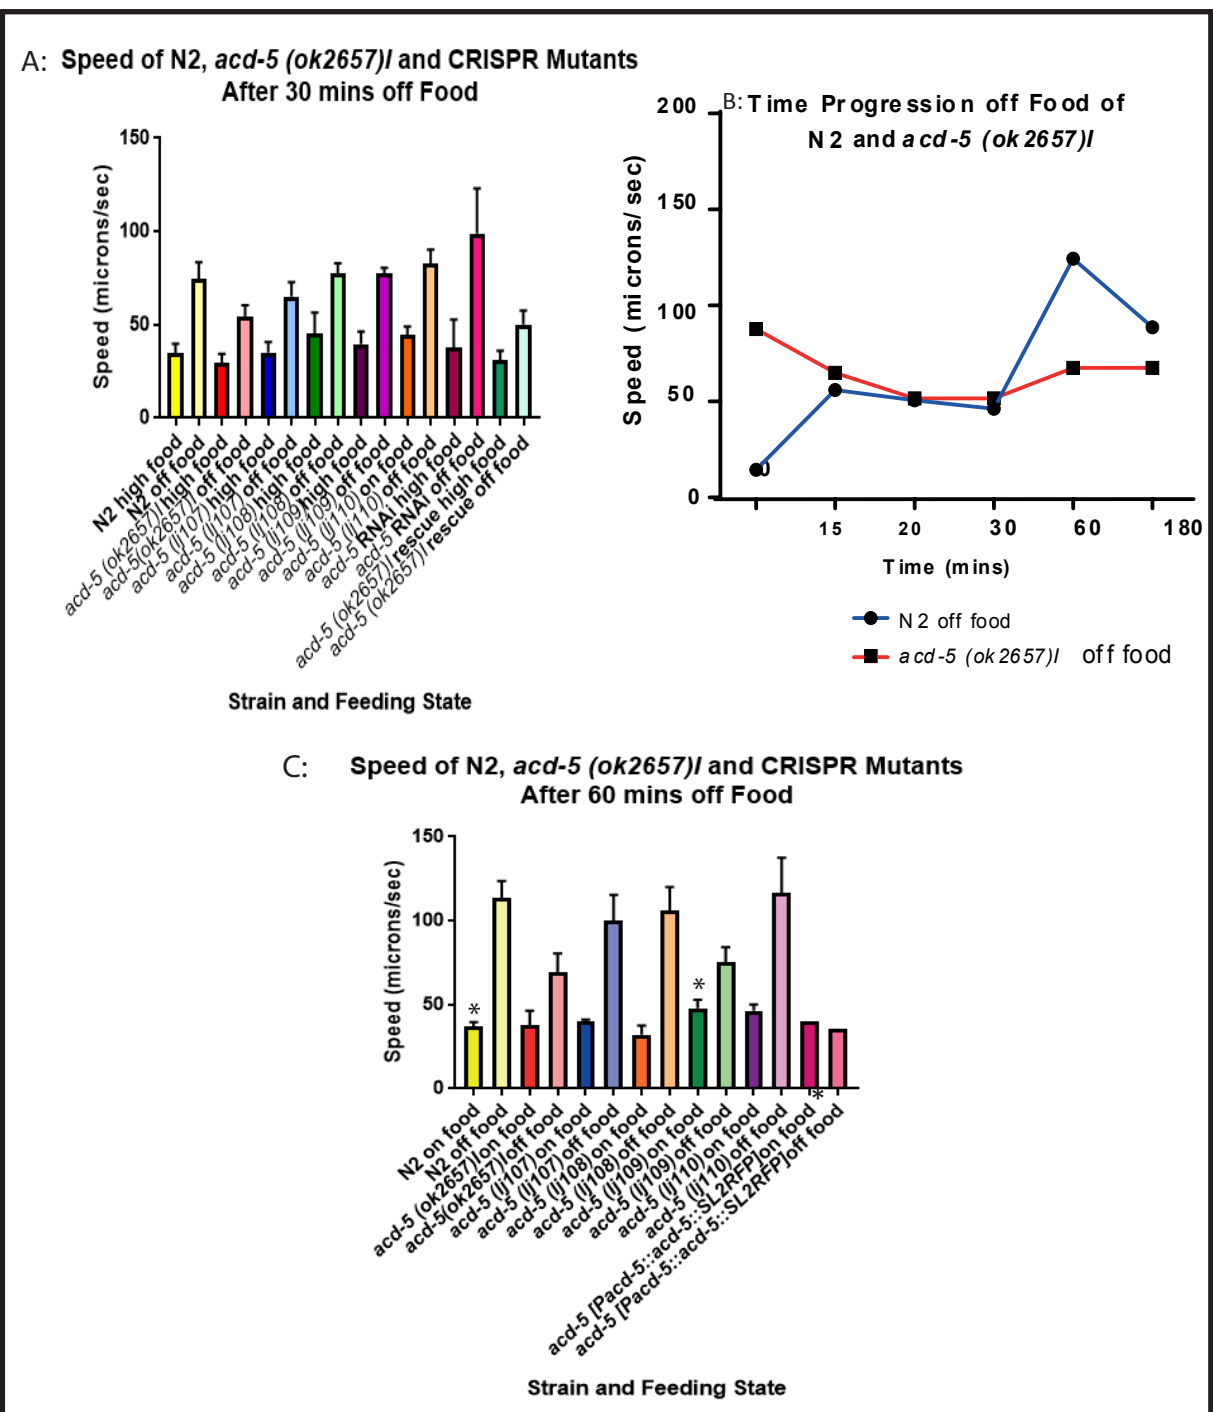 A: Speed of N2, acd-5 (ok2657)I and CRISPR Mutants
After 30 mins off Food
150
100
50
0
Speed (microns/sec)
N2 high food
N2 off food
acd-5 (ok2657)I high food
acd-5(ok2657)I off food
acd-5 (lj107) high food
acd-5 (lj107) off food
acd-5 (lj108) high food
acd-5 (lj108) off food
acd-5 (lj109) high food
acd-5 (lj109) off food
acd-5 (lj110) on food
acd-5 (lj110) off food
acd-5 RNAi high food
acd-5 RNAi off food
acd-5 (ok2657)I rescue high food
acd-5 (ok2657)I rescue off food
Strain and Feeding State
B: Time Progression off Food of
N2 and acd-5 (ok2657)I
200
150
100
50
0
Speed (microns/sec)
0
15
20
30
60
180
Time (mins)
N2 off food
acd-5 (ok2657)I off food
C: Speed of N2, acd-5 (ok2657)I and CRISPR Mutants
After 60 mins off Food
150
100
50
0
Speed (microns/sec)
*
*
*
N2 on food
N2 off food
acd-5 (ok2657)I on food
acd-5(ok2657)I off food
acd-5 (lj107) on food
acd-5 (lj107) off food
acd-5 (lj108) on food
acd-5 (lj108) off food
acd-5 (lj109) on food
acd-5 (lj109) off food
acd-5 (lj110) on food
acd-5 (lj110) off food
acd-5 [Pacd-5::acd-5::SL2RFP]on food
acd-5 [Pacd-5::acd-5::SL2RFP]off food
Strain and Feeding State